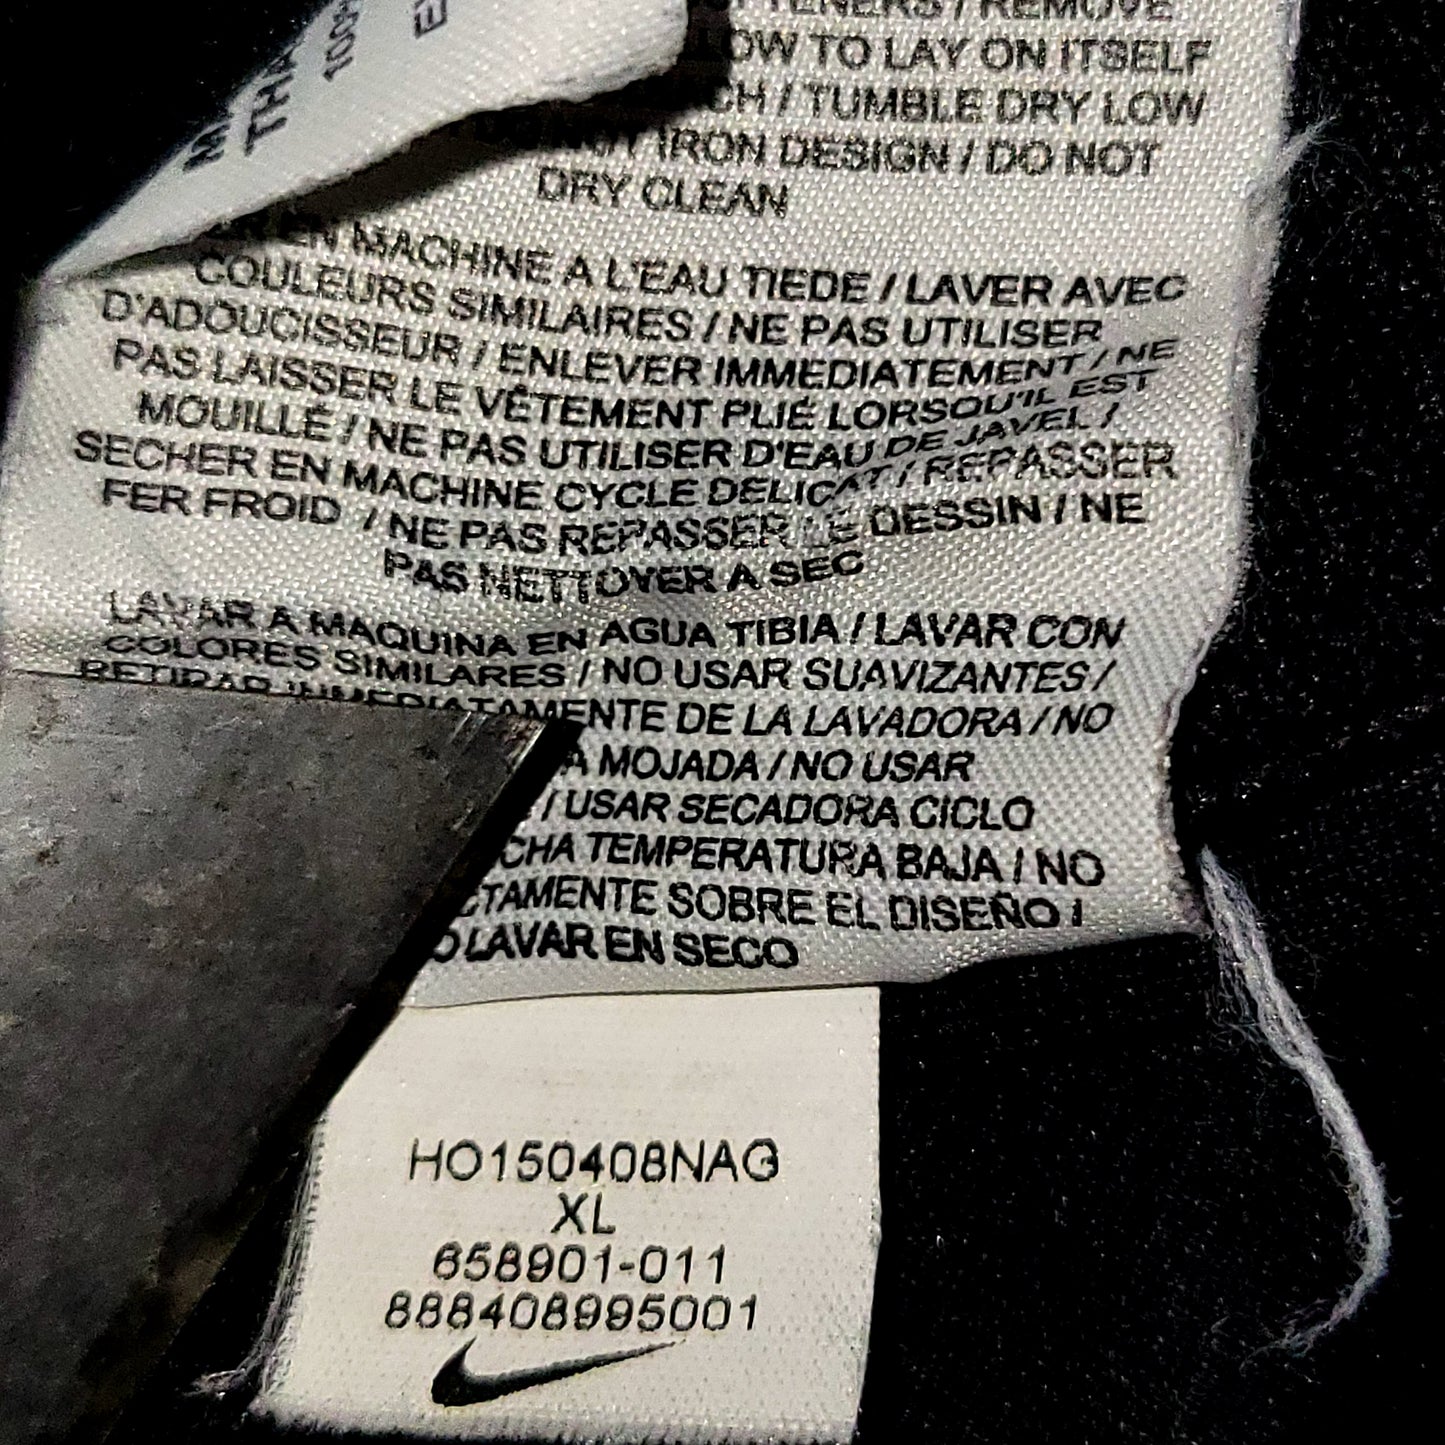 REMOVE
TO LAY ON ITSELF
/ TUMBLE DRY LOW
IRON DESIGN / DO NOT
DRY CLEAN
EN MACHINE A L'EAU TIEDE / LAVER AVEC
COULEURS SIMILAIRES / NE PAS UTILISER
D'ADOUCISSEUR / ENLEVER IMMEDIATEMENT / NE
PAS LAISSER LE VÊTEMENT PLIÉ LORSQU'IL EST
MOUILLÉ / NE PAS UTILISER D'EAU DE JAVEL /
SECHER EN MACHINE CYCLE DELICAT / REPASSER
FER FROID / NE PAS REPASSER LE DESSIN / NE
PAS NETTOYER A SEC
LAVAR A MAQUINA EN AGUA TIBIA / LAVAR CON
COLORES SIMILARES / NO USAR SUAVIZANTES /
RETIRAR INMEDIATAMENTE DE LA LAVADORA / NO
MOJADA / NO USAR
/ USAR SECADORA CICLO
TEMPERATURA BAJA / NO
SOBRE EL DISEÑO /
LAVAR EN SECO
HO150408NAG
XL
658901-011
888408995001